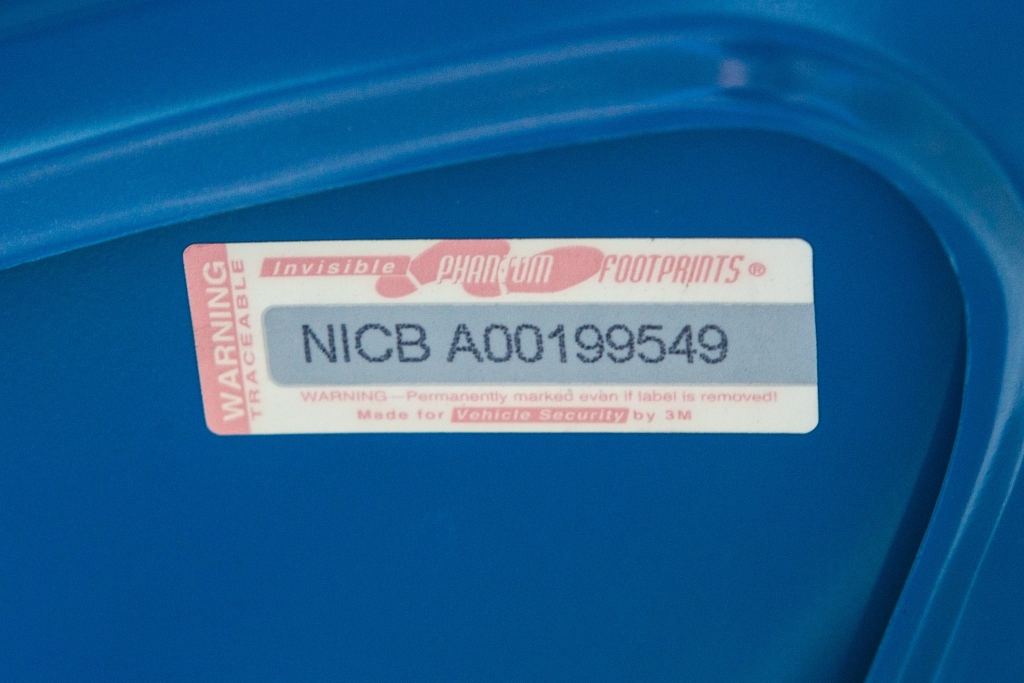 WARNING
TRACEABLE
Invisible PHANTOM FOOTPRINTS®
NICB A00199549
WARNING—Permanently marked even if label is removed!
Made for Vehicle Security by 3M